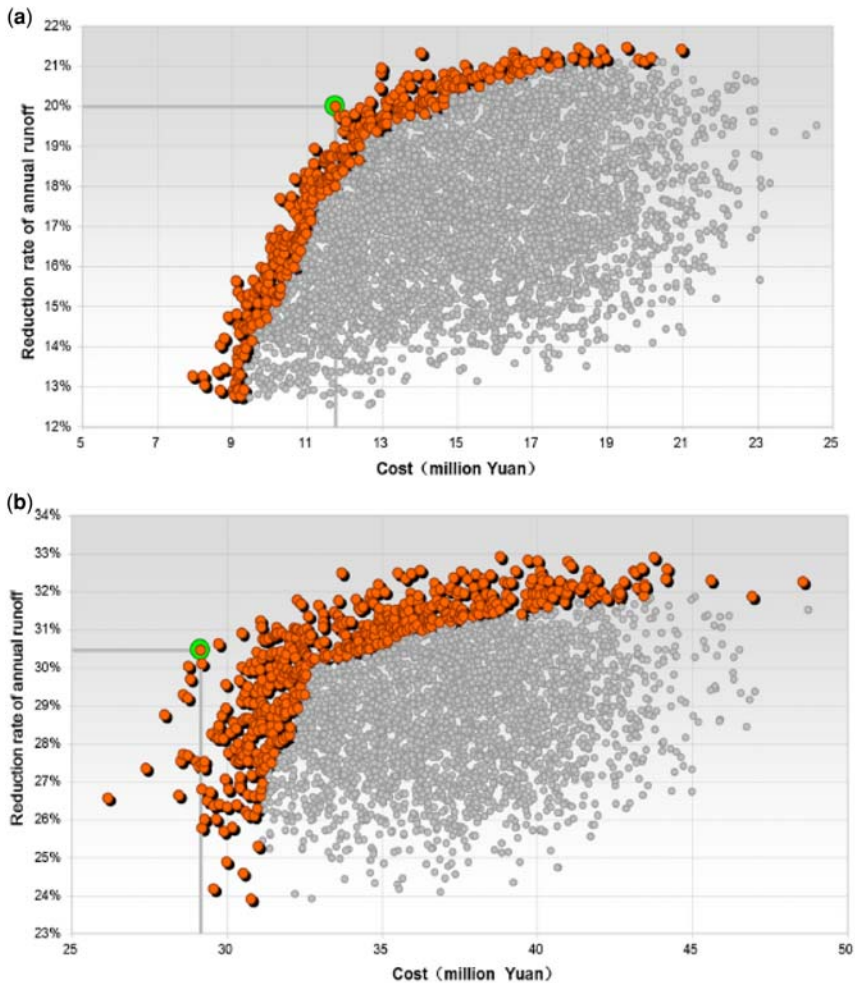 (a)
22%
21%
20%
19%
18%
17%
16%
15%
14%
13%
12%
Reduction rate of annual runoff
5 7 9 11 13 15 17 19 21 23 25
Cost（million Yuan）
(b)
34%
33%
32%
31%
30%
29%
28%
27%
26%
25%
24%
23%
Reduction rate of annual runoff
25 30 35 40 45 50
Cost（million Yuan）